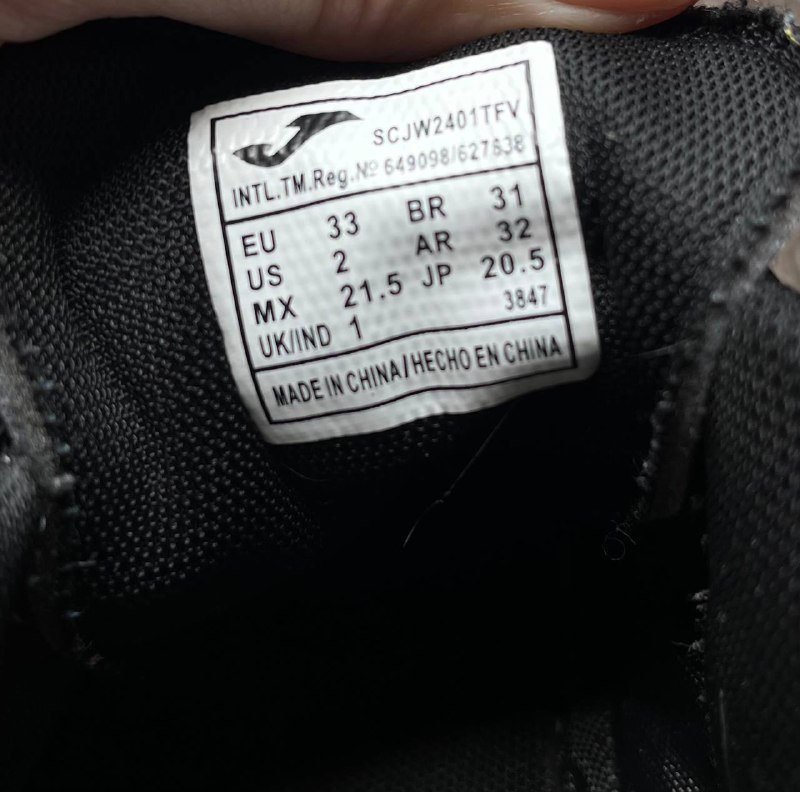 SCJW2401TFV
INTL.TM.Reg.Nº 649098/627838
EU 33 BR 31
US 2 AR 32
MX 21.5 JP 20.5
UK/IND 1 3847
MADE IN CHINA/HECHO EN CHINA